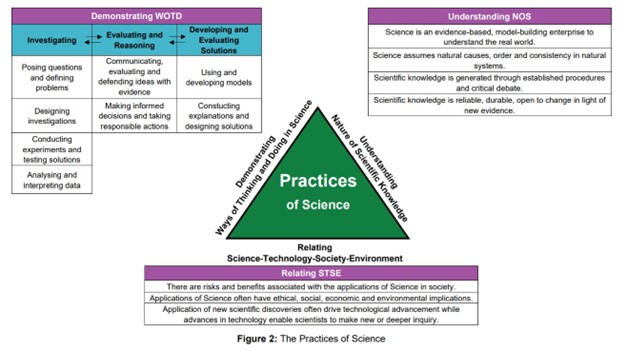 Demonstrating WOTD
Investigating
Evaluating and
Reasoning
Developing and
Evaluating
Solutions
Posing questions
and defining
problems
Communicating,
evaluating and
defending ideas with
evidence
Using and
developing models
Designing
investigations
Making informed
decisions and taking
responsible actions
Constucting
explanations and
designing solutions
Conducting
experiments and
testing solutions
Analysing and
interpreting data
Understanding NOS
Science is an evidence-based, model-building enterprise to
understand the real world.
Science assumes natural causes, order and consistency in natural
systems.
Scientific knowledge is generated through established procedures
and critical debate.
Scientific knowledge is reliable, durable, open to change in light of
new evidence.
Demonstrating
Ways of Thinking and Doing in Science
Understanding
Nature of Scientific Knowledge
Practices
of Science
Relating
Science-Technology-Society-Environment
Relating STSE
There are risks and benefits associated with the applications of Science in society.
Applications of Science often have ethical, social, economic and environmental implications.
Application of new scientific discoveries often drive technological advancement while
advances in technology enable scientists to make new or deeper inquiry.
Figure 2: The Practices of Science